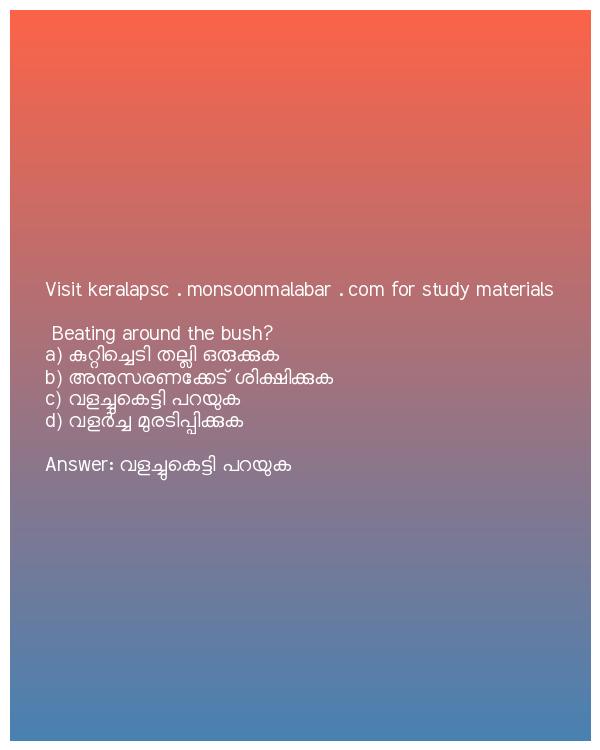 Visit keralapsc . monsoonmalabar . com for study materials
Beating around the bush?
a) കുറ്റിച്ചെടി തല്ലി ഒരുക്കുക
b) അനുസരണക്കേട് ശിക്ഷിക്കുക
c) വളച്ചുകെട്ടി പറയുക
d) വളർച്ച മുരടിപ്പിക്കുക
Answer: വളച്ചുകെട്ടി പറയുക